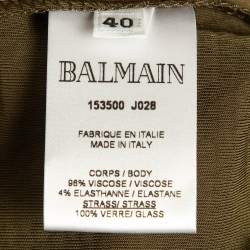 40
BALMAIN
153500 J028
FABRIQUE EN ITALIE
MADE IN ITALY
CORPS / BODY
96% VISCOSE / VISCOSE
4% ELASTHANNE / ELASTANE
STRASS/ STRASS
100% VERRE/ GLASS